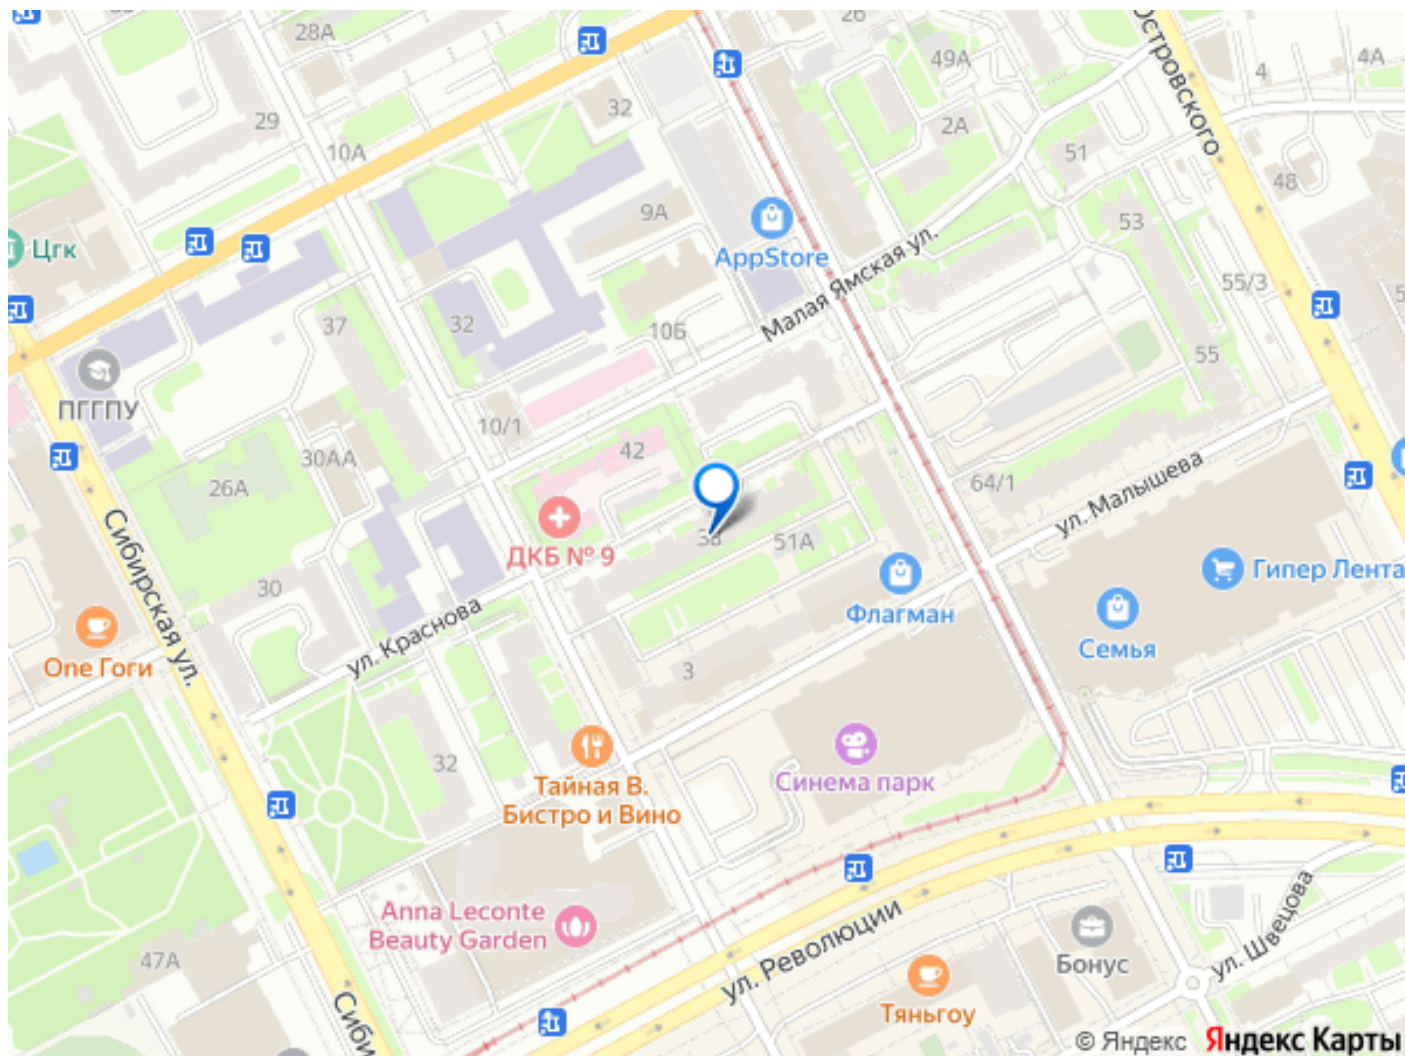 28А
26
49А
4
4А
Островского
29
32
2А
10А
51
48
9А
53
Цгк
AppStore
Малая Ямская ул.
55/3
37
32
10Б
55
ПГГПУ
10/1
42
30АА
26А
64/1
ул. Малышева
38
51А
ДКБ № 9
Сибирская ул.
30
ул. Краснова
Гипер Лента
Флагман
Семья
One Гоги
3
32
Синема парк
Тайная В.
Бистро и Вино
Anna Leconte
Beauty Garden
47А
ул. Революции
ул. Швецова
Бонус
Тяньгоу
Сиби
© Яндекс Яндекс Карты